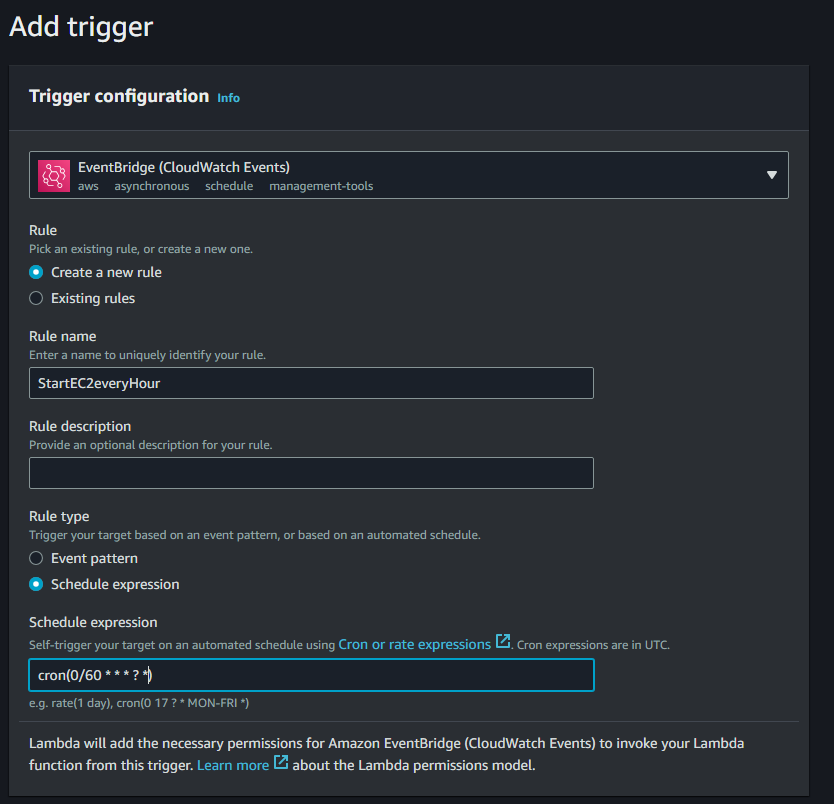 Add trigger
Trigger configuration Info
EventBridge (CloudWatch Events)
aws asynchronous schedule management-tools
Rule
Pick an existing rule, or create a new one.
Create a new rule
Existing rules
Rule name
Enter a name to uniquely identify your rule.
StartEC2everyHour
Rule description
Provide an optional description for your rule.
Rule type
Trigger your target based on an event pattern, or based on an automated schedule.
Event pattern
Schedule expression
Schedule expression
Self-trigger your target on an automated schedule using Cron or rate expressions. Cron expressions are in UTC.
cron(0/60 * * * ? *)
e.g. rate(1 day), cron(0 17 ? * MON-FRI *)
Lambda will add the necessary permissions for Amazon EventBridge (CloudWatch Events) to invoke your Lambda
function from this trigger. Learn more about the Lambda permissions model.